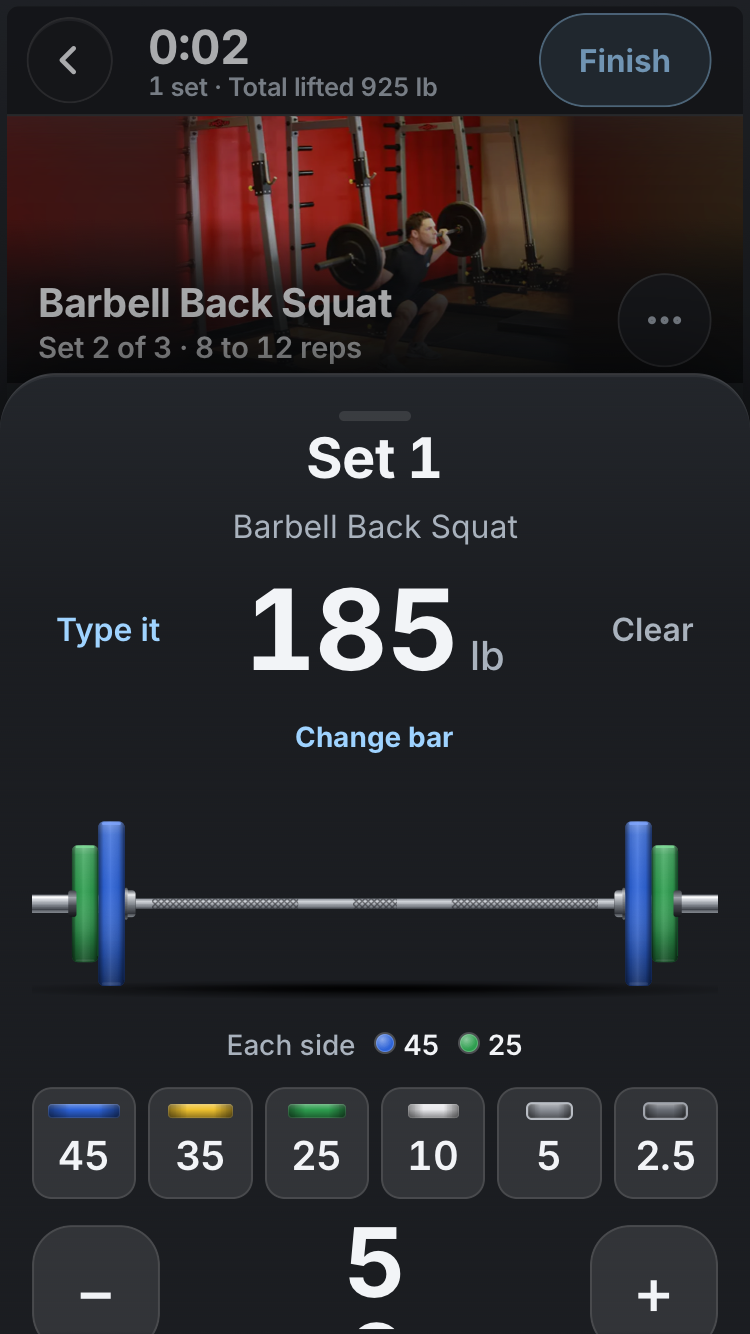 0:02
Finish
1 set · Total lifted 925 lb
Barbell Back Squat
Set 2 of 3 · 8 to 12 reps
Set 1
Barbell Back Squat
Type it
185 lb
Clear
Change bar
Each side 45 25
45 35 25 10 5 2.5
− 5 +